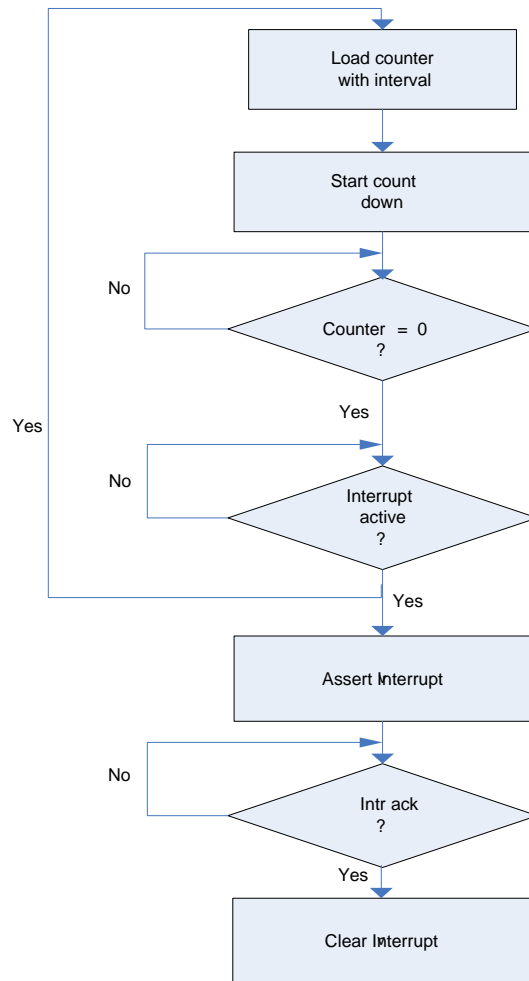 Load counter
with interval
Start count
down
No
Counter = 0
?
Yes
Yes
No
Interrupt
active
?
Yes
Assert Interrupt
No
Intr ack
?
Yes
Clear Interrupt